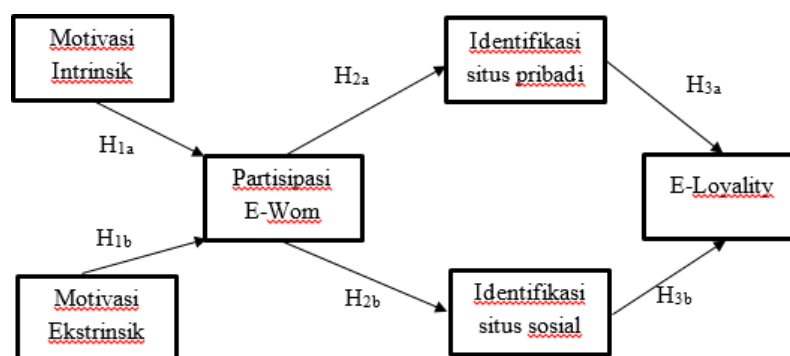 Motivasi
Intrinsik
H1a
H1b
Motivasi
Ekstrinsik
Partisipasi
E-Wom
H2a
H2b
Identifikasi
situs pribadi
Identifikasi
situs sosial
H3a
H3b
E-Loyality